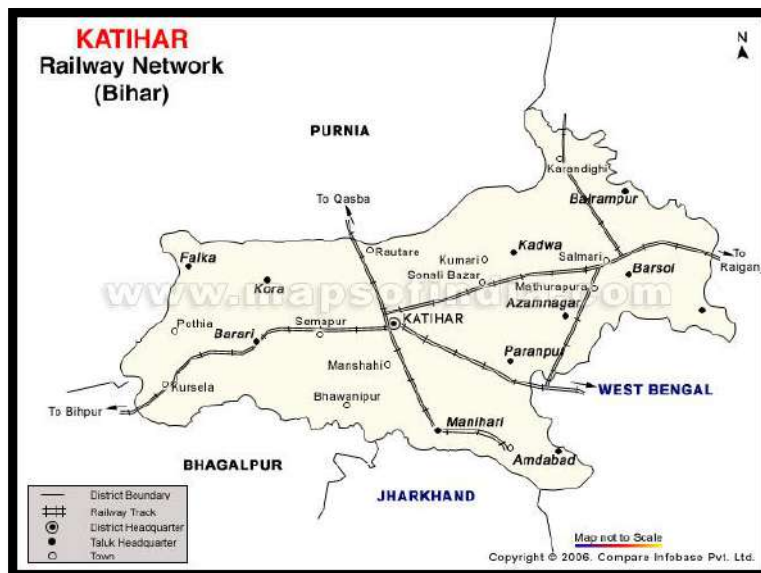 KATIHAR
Railway Network
(Bihar)
N
PURNIA
Karandighi
Balrampur
To Qasba
Rautare
Kumari
Kadwa
Salmari
To
Raiganj
Falka
Kora
Sonali Bazar
Mathurapura
Barsoi
www.mapsofindia.com
Azamnagar
Pothia
Barari
Semapur
KATIHAR
Paranpur
Manshahi
Kursela
Bhawanipur
WEST BENGAL
To Bihpur
Manihari
Amdabad
BHAGALPUR
JHARKHAND
District Boundary
Railway Track
District Headquarter
Taluk Headquarter
Town
Map not to Scale
Copyright © 2006. Compare Infobase Pvt. Ltd.